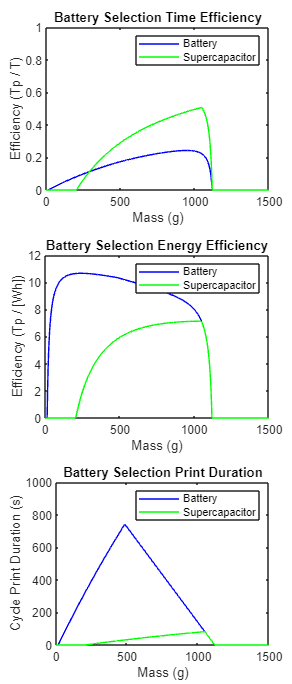 Battery Selection Time Efficiency
1
0.8
0.6
0.4
0.2
0
Efficiency (Tp / T)
Battery
Supercapacitor
0 500 1000 1500
Mass (g)
Battery Selection Energy Efficiency
12
10
8
6
4
2
0
Efficiency (Tp / [Wh])
Battery
Supercapacitor
0 500 1000 1500
Mass (g)
Battery Selection Print Duration
1000
800
600
400
200
0
Cycle Print Duration (s)
Battery
Supercapacitor
0 500 1000 1500
Mass (g)